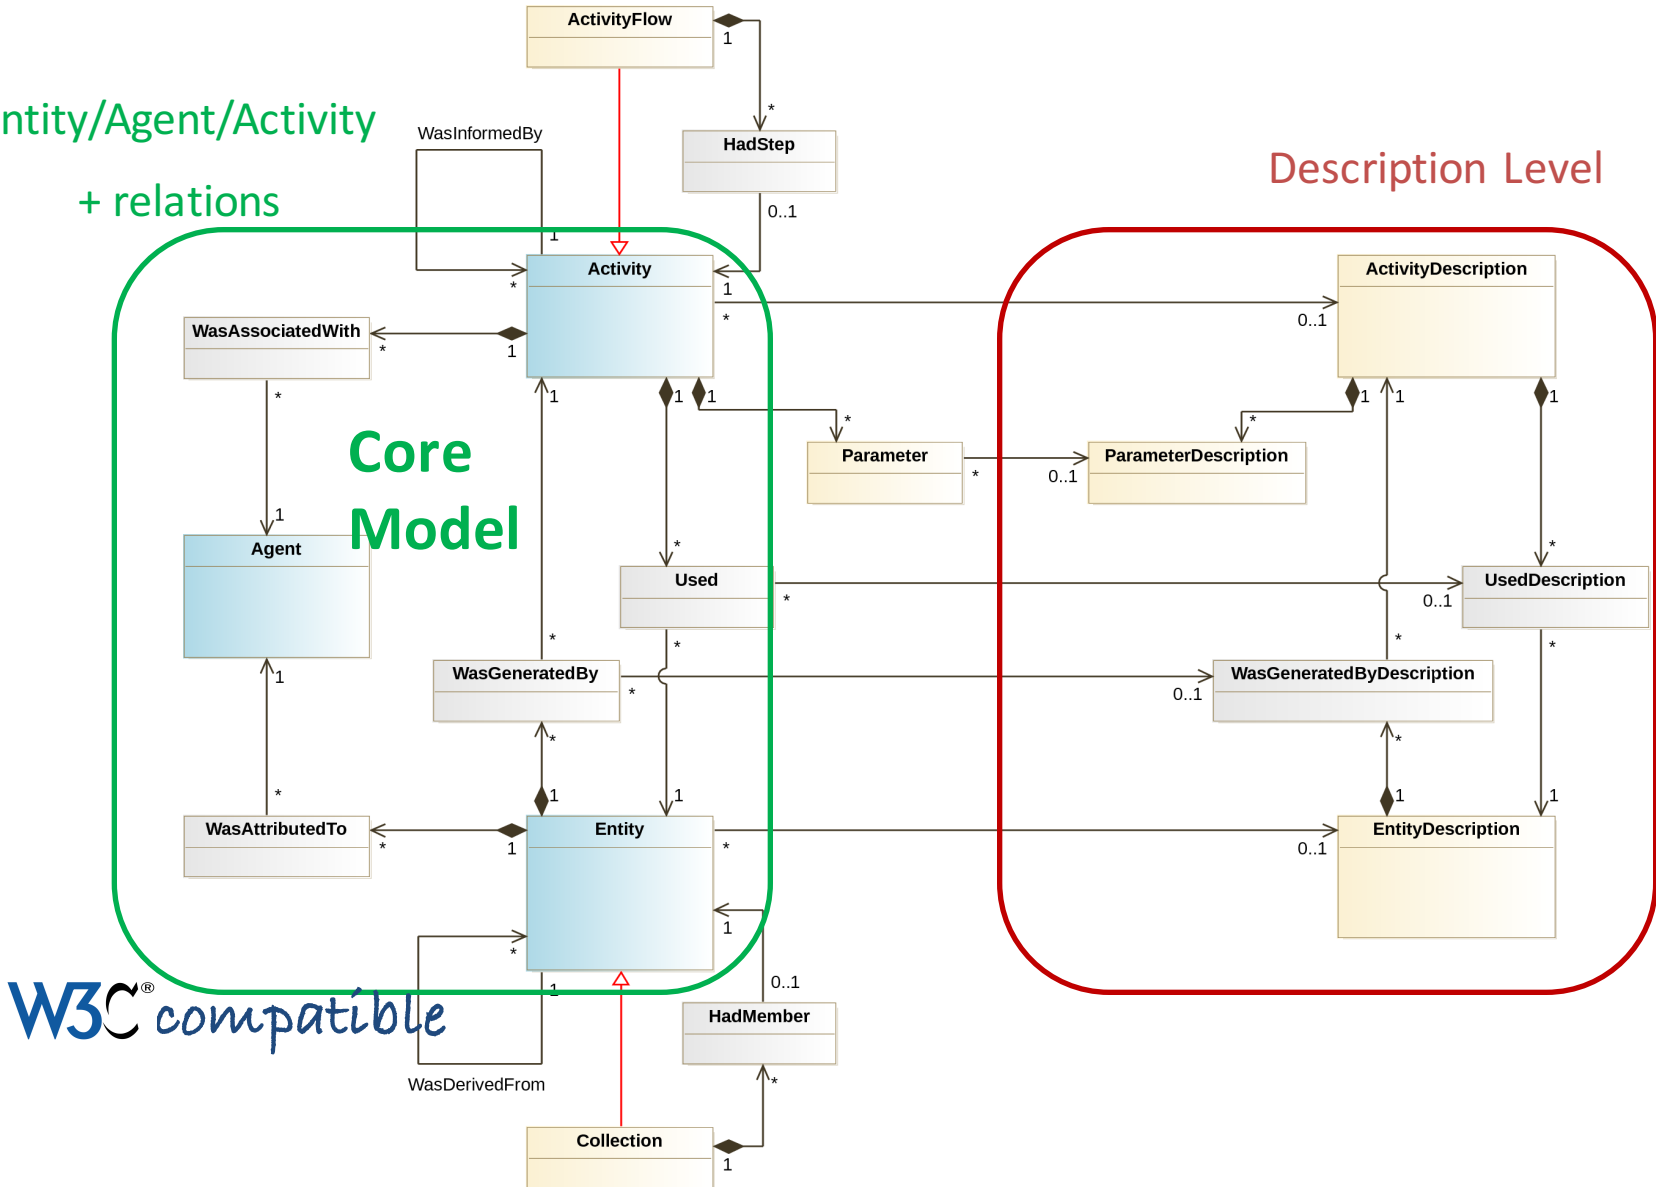 ActivityFlow
1
*
ntity/Agent/Activity
WasInformedBy
HadStep
Description Level
+ relations
0..1
1
Activity
ActivityDescription
*
1
*
0..1
WasAssociatedWith
*
1
*
1
1
1
*
1
1
*
1
Core
Parameter
ParameterDescription
*
0..1
Model
1
Agent
*
*
Used
UsedDescription
*
0..1
*
*
*
*
WasGeneratedBy
WasGeneratedByDescription
*
0..1
*
*
*
1
1
1
1
WasAttributedTo
Entity
EntityDescription
*
1
*
0..1
1
*
W3C® compatible
1
0..1
HadMember
WasDerivedFrom
*
Collection
1